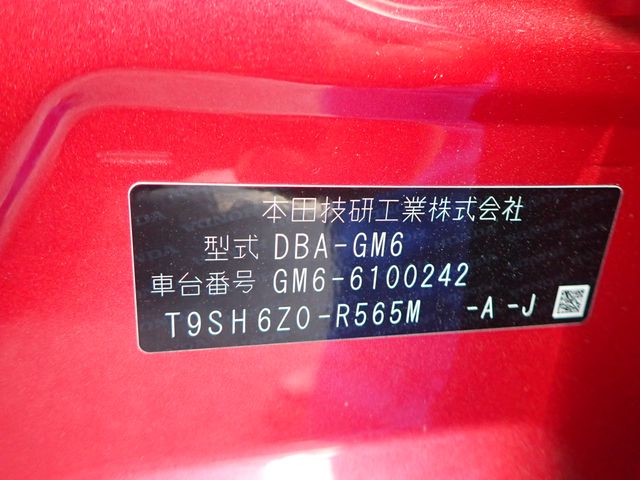 本田技研工業株式会社
型式 DBA-GM6
車台番号 GM6-6100242
T9SH6Z0-R565M -A-J